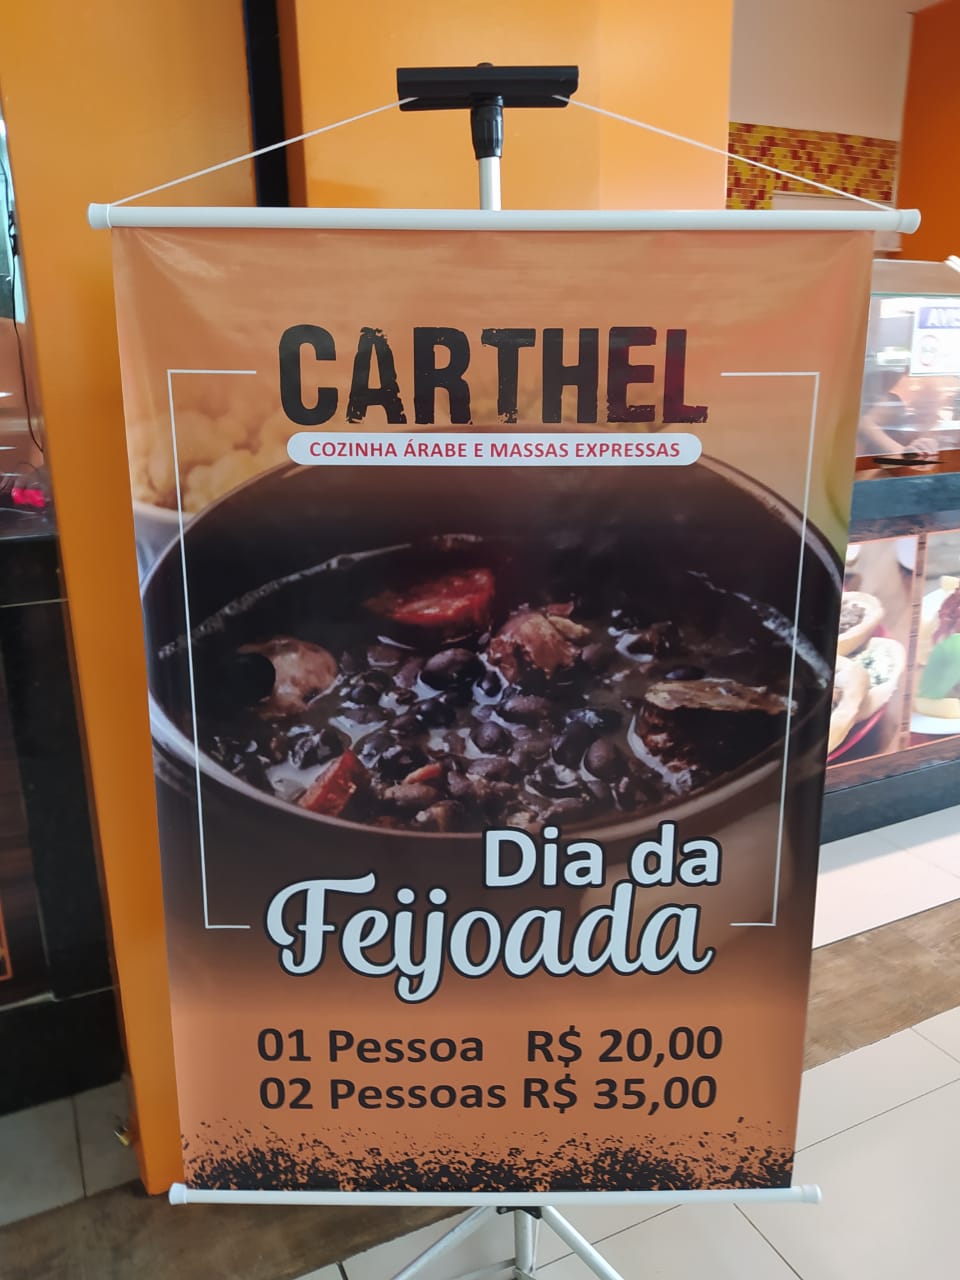 CARTHEL
COZINHA ÁRABE E MASSAS EXPRESSAS
Dia da
Feijoada
01 Pessoa R$ 20,00
02 Pessoas R$ 35,00